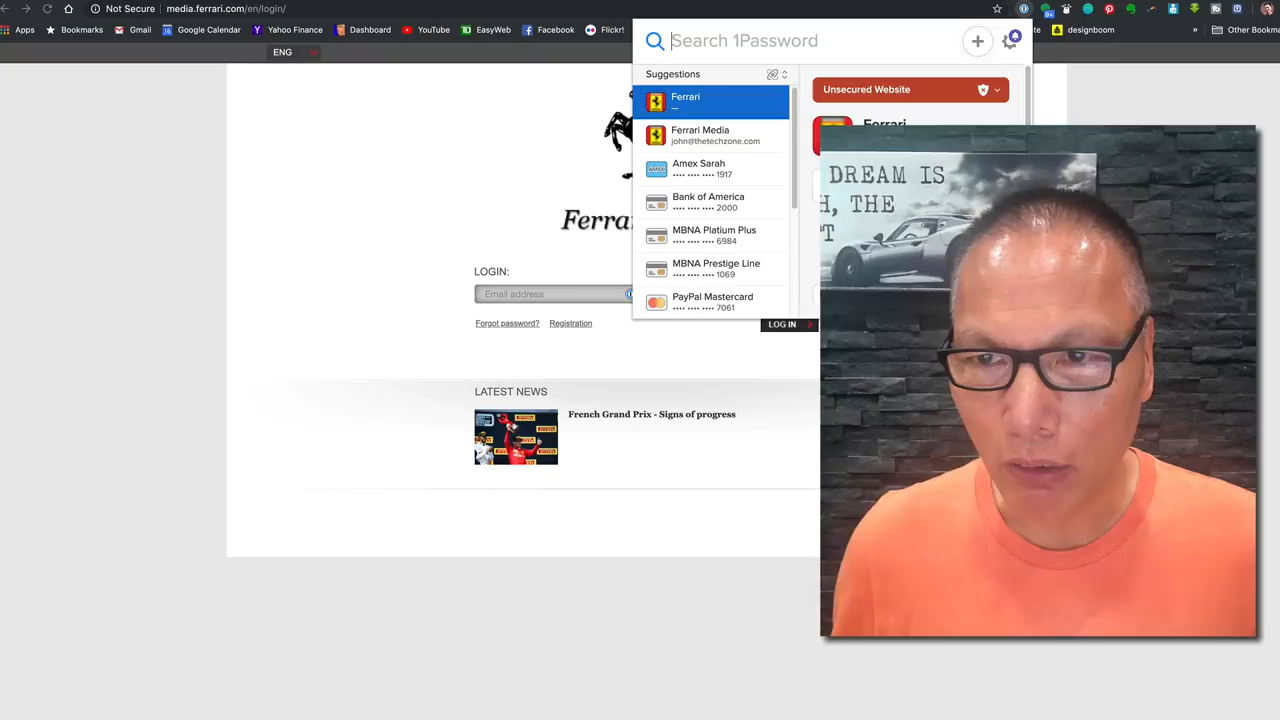 Not Secure | media.ferrari.com/en/login/
Apps Bookmarks Gmail Google Calendar Yahoo Finance Dashboard YouTube EasyWeb Facebook Flickr! designboom » Other Bookma
ENG
Search 1Password
Suggestions
Ferrari
—
Ferrari Media
john@thetechzone.com
Amex Sarah
•••• •••• •••• 1917
Bank of America
•••• •••• •••• 2000
MBNA Platium Plus
•••• •••• •••• 6984
MBNA Prestige Line
•••• •••• •••• 1069
PayPal Mastercard
•••• •••• •••• 7061
Unsecured Website
Ferrari
Ferra
LOGIN:
Email address
Forgot password? Registration
LOG IN
LATEST NEWS
French Grand Prix - Signs of progress
DREAM IS
H, THE
T